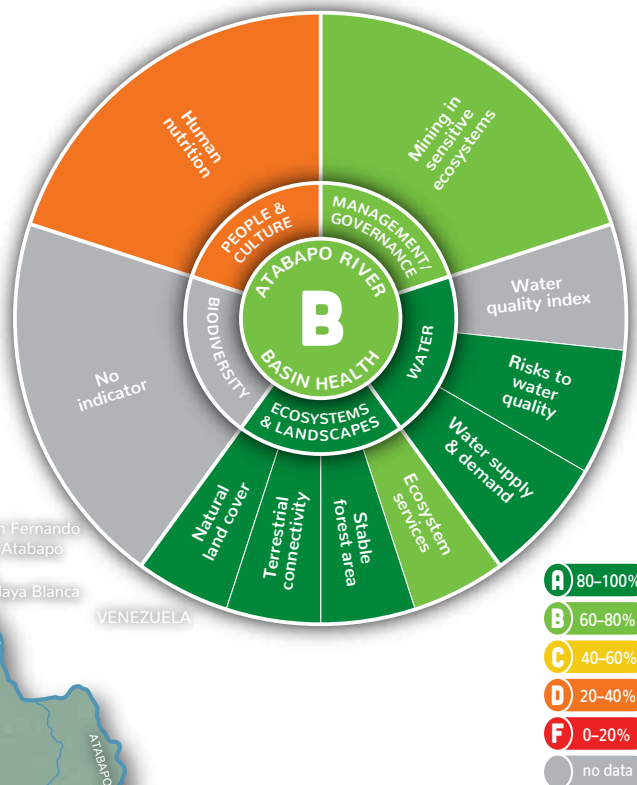 Human
nutrition
Mining in
sensitive
ecosystems
PEOPLE &
CULTURE
MANAGEMENT/
GOVERNANCE
ATABAPO RIVER
B
BASIN HEALTH
BIODIVERSITY
WATER
ECOSYSTEMS
& LANDSCAPES
No
indicator
Water
quality index
Risks to
water
quality
Water supply
& demand
Ecosystem
services
Stable
forest area
Terrestrial
connectivity
Natural
land cover
Fernando
Atabapo
Blanca
VENEZUELA
ATABAPO
A 80–100%
B 60–80%
C 40–60%
D 20–40%
F 0–20%
no data